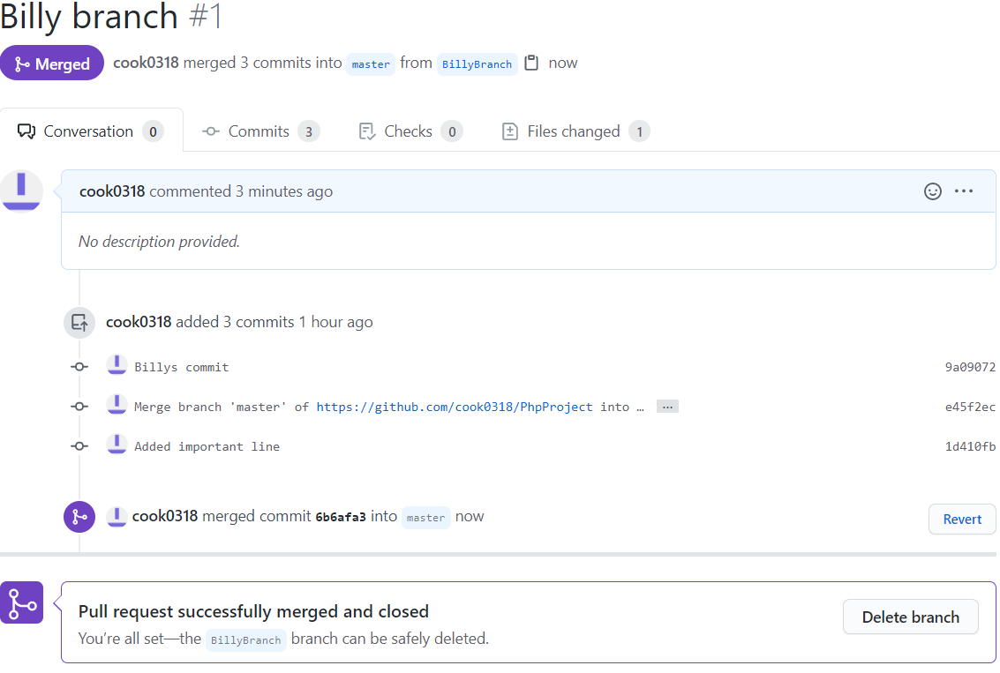 Billy branch #1
Merged cook0318 merged 3 commits into master from BillyBranch now
Conversation 0 Commits 3 Checks 0 Files changed 1
cook0318 commented 3 minutes ago
No description provided.
cook0318 added 3 commits 1 hour ago
Billys commit 9a09072
Merge branch 'master' of https://github.com/cook0318/PhpProject into … ... e45f2ec
Added important line 1d410fb
cook0318 merged commit 6b6afa3 into master now Revert
Pull request successfully merged and closed
You're all set—the BillyBranch branch can be safely deleted.
Delete branch